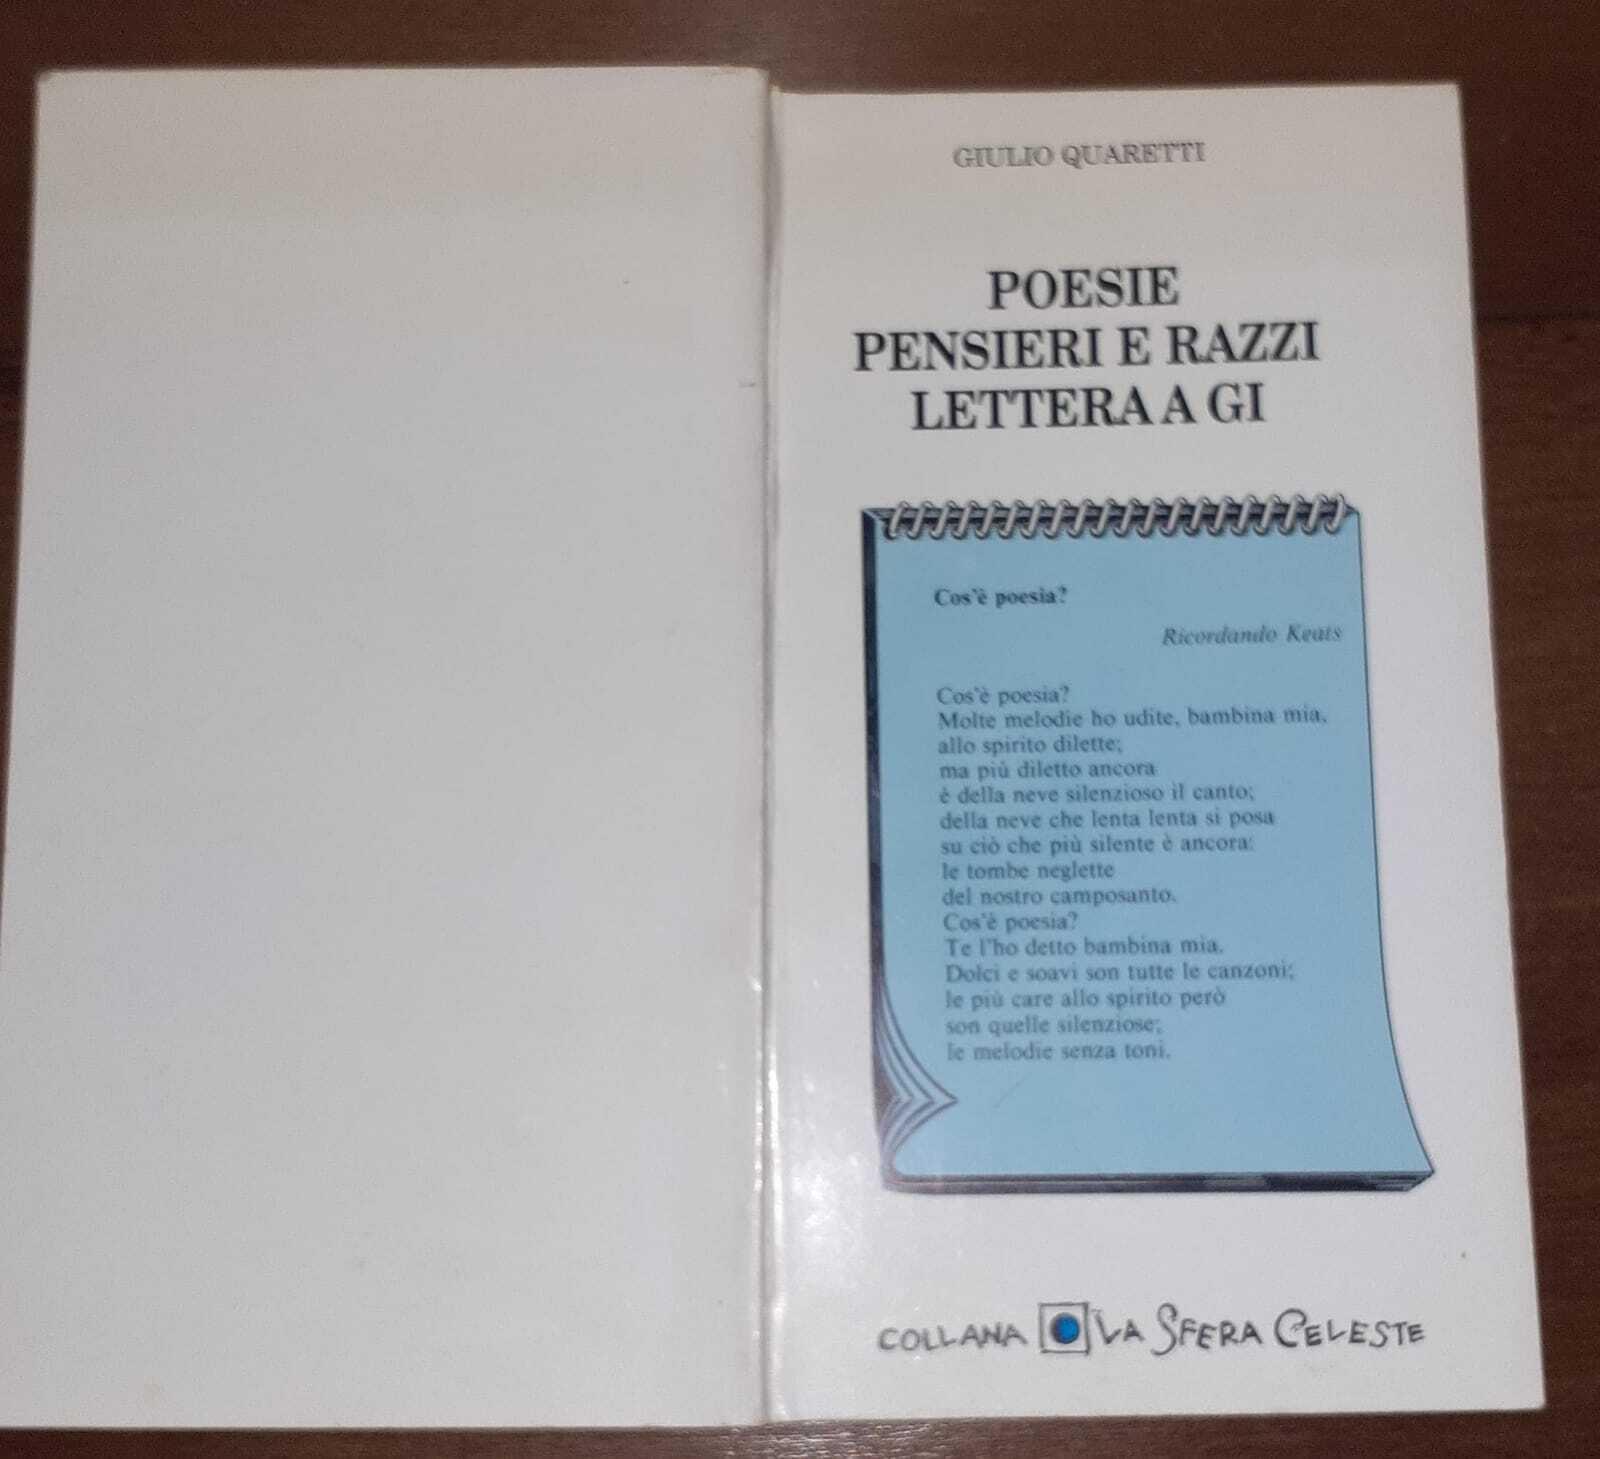 GIULIO QUARETTI
POESIE
PENSIERI E RAZZI
LETTERA A GI
Cos'è poesia?
Ricordando Keats
Cos'è poesia?
Molte melodie ho udite, bambina mia,
allo spirito dilette;
ma più diletto ancora
è della neve silenzioso il canto;
della neve che lenta lenta si posa
su ciò che più silente è ancora:
le tombe neglette
del nostro camposanto.
Cos'è poesia?
Te l'ho detto bambina mia.
Dolci e soavi son tutte le canzoni;
le più care allo spirito però
son quelle silenziose;
le melodie senza toni.
COLLANA LA SFERA CELESTE